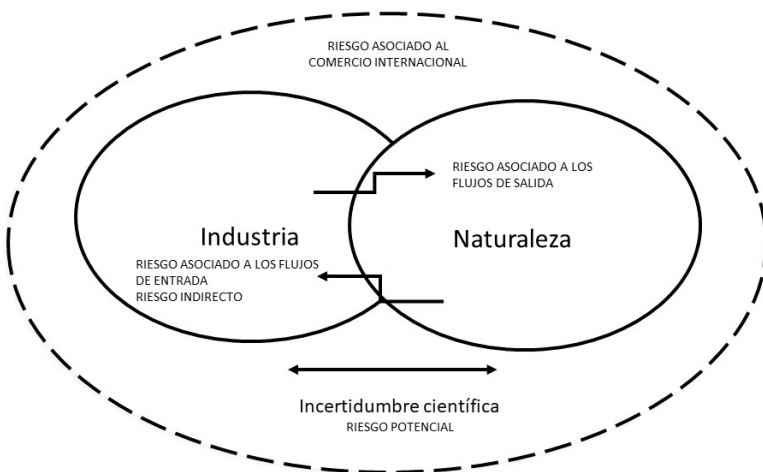 RIESGO ASOCIADO AL
COMERCIO INTERNACIONAL
RIESGO ASOCIADO A LOS
FLUJOS DE SALIDA
Industria
Naturaleza
RIESGO ASOCIADO A LOS FLUJOS
DE ENTRADA
RIESGO INDIRECTO
Incertidumbre científica
RIESGO POTENCIAL